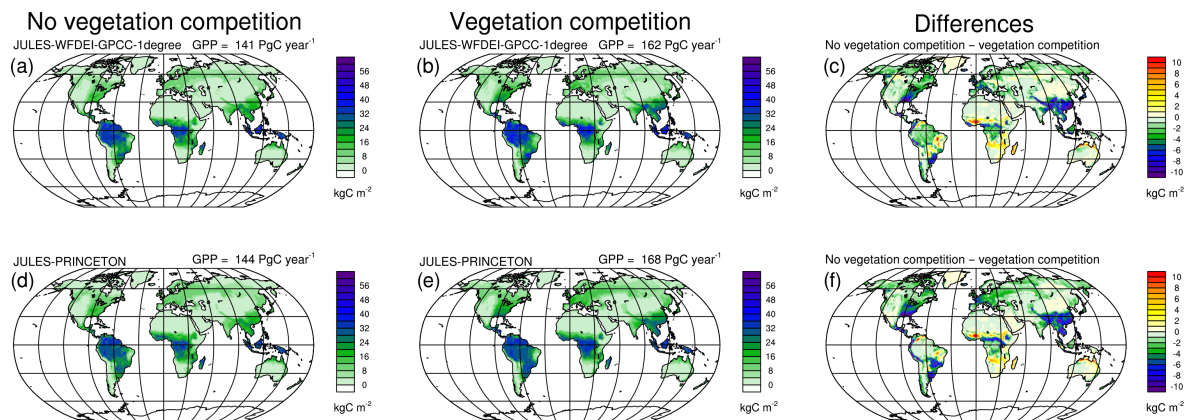 No vegetation competition
Vegetation competition
Differences
JULES-WFDEI-GPCC-1degree GPP = 141 PgC year-1
JULES-WFDEI-GPCC-1degree GPP = 162 PgC year-1
No vegetation competition – vegetation competition
(a)
56
48
40
32
24
16
8
0
kgC m-2
(b)
56
48
40
32
24
16
8
0
kgC m-2
(c)
10
8
6
4
2
0
-2
-4
-6
-8
-10
kgC m-2
JULES-PRINCETON GPP = 144 PgC year-1
JULES-PRINCETON GPP = 168 PgC year-1
No vegetation competition – vegetation competition
(d)
56
48
40
32
24
16
8
0
kgC m-2
(e)
56
48
40
32
24
16
8
0
kgC m-2
(f)
10
8
6
4
2
0
-2
-4
-6
-8
-10
kgC m-2